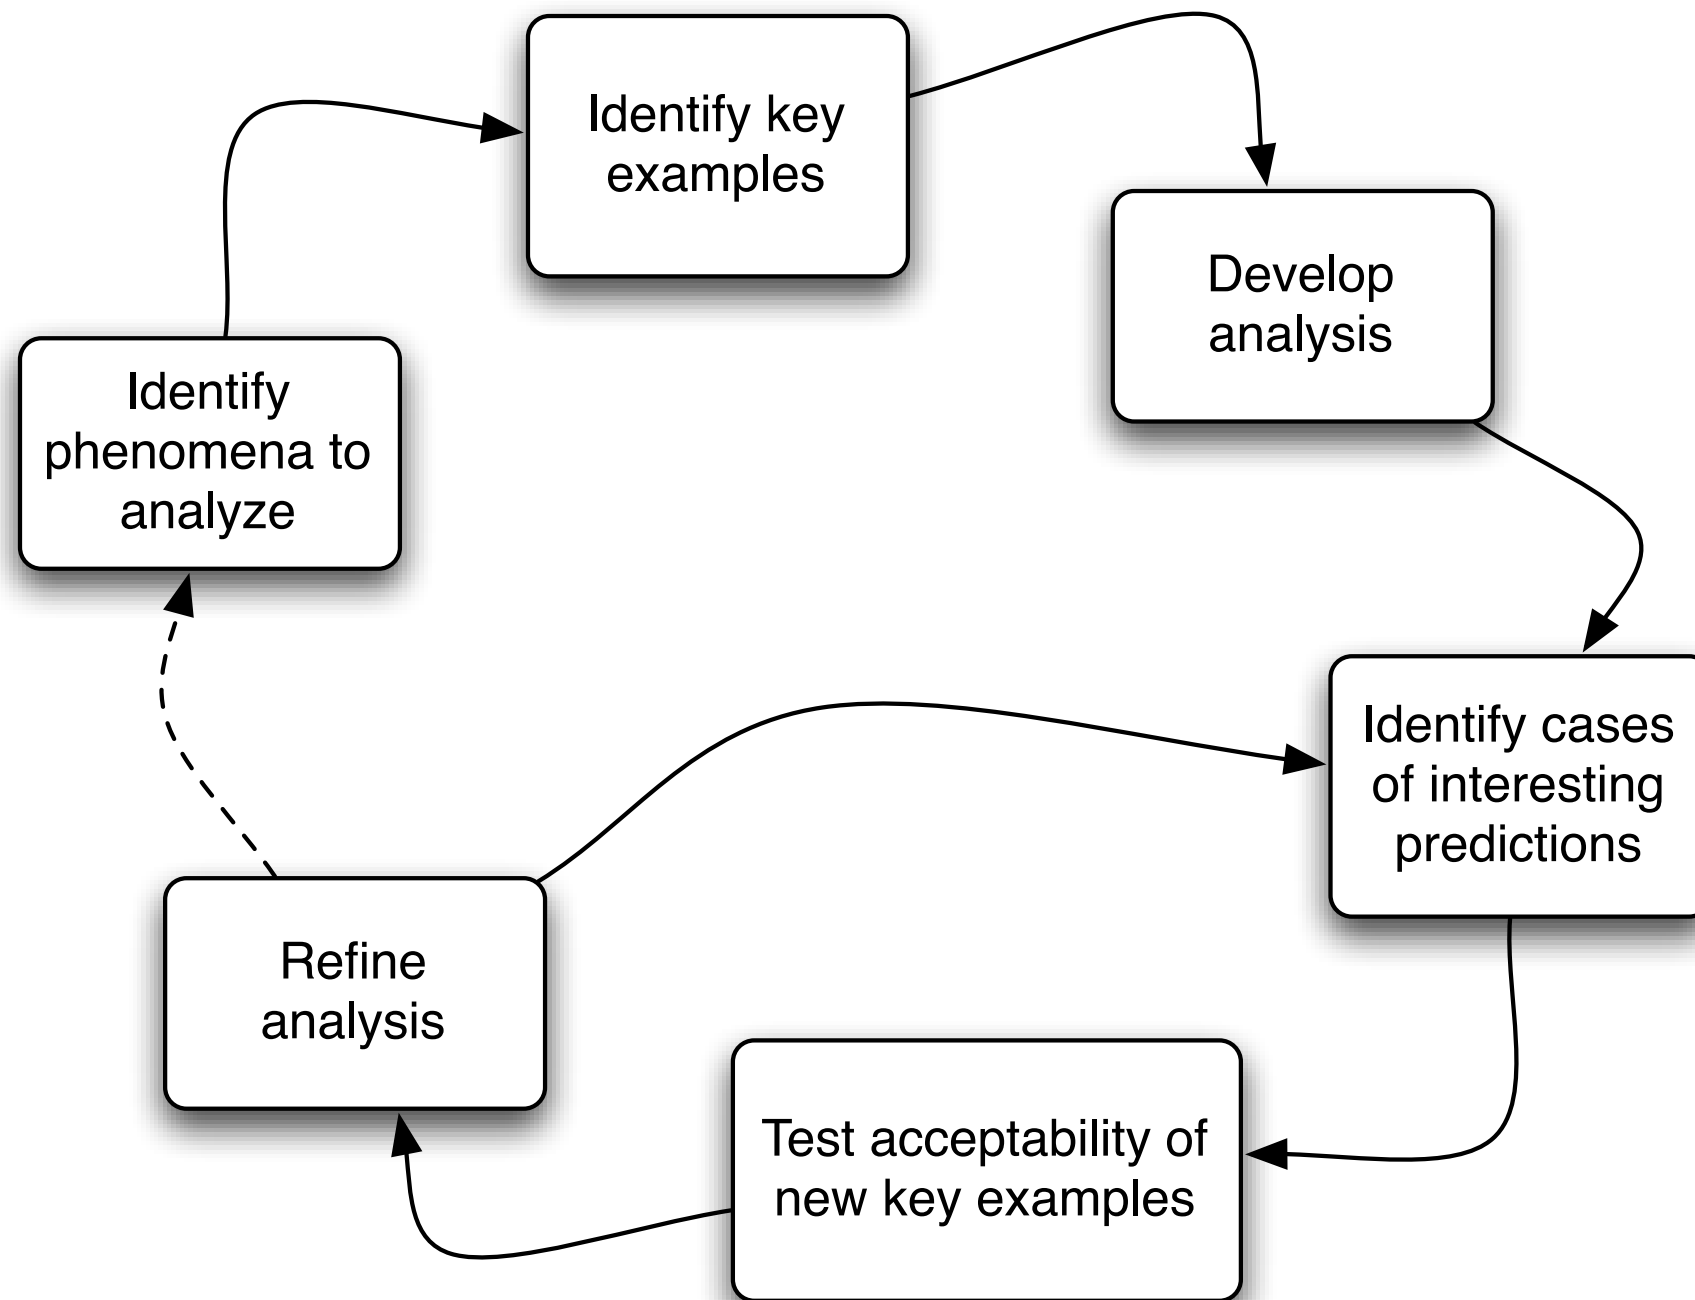 Identify key
examples
Develop
analysis
Identify
phenomena to
analyze
Identify cases
of interesting
predictions
Refine
analysis
Test acceptability of
new key examples